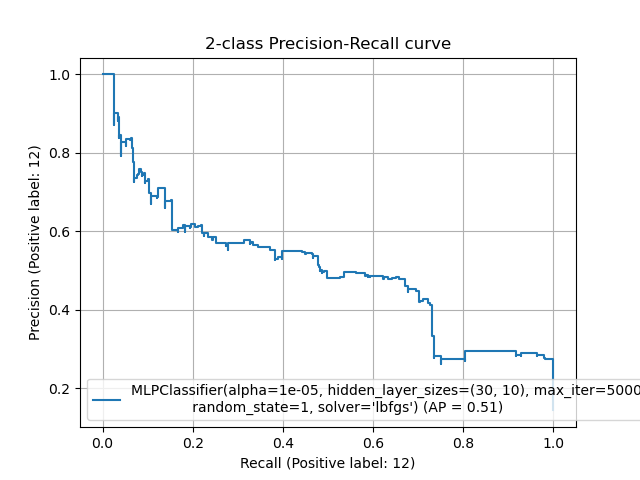 2-class Precision-Recall curve
1.0
0.8
0.6
0.4
0.2
Precision (Positive label: 12)
MLPClassifier(alpha=1e-05, hidden_layer_sizes=(30, 10), max_iter=5000
random_state=1, solver='lbfgs') (AP = 0.51)
0.0 0.2 0.4 0.6 0.8 1.0
Recall (Positive label: 12)